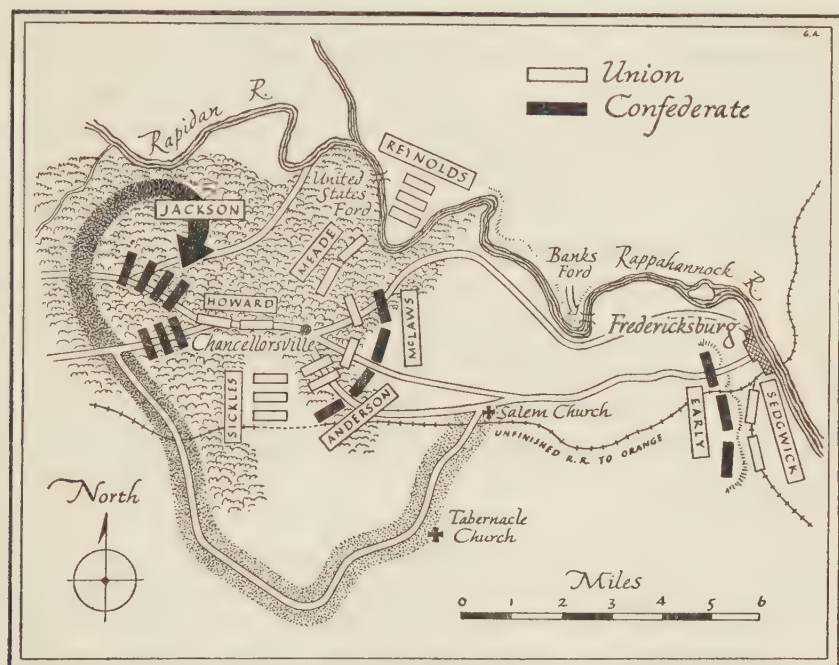 G.A.
Union
Confederate
Rapidan R.
REYNOLDS
United
States
Ford
JACKSON
MEADE
Banks
Ford
Rappahannock R.
HOWARD
McLAWS
Fredericksburg
Chancellorsville
SICKLES
ANDERSON
Salem Church
EARLY
SEDGWICK
UNFINISHED R.R. TO ORANGE
North
Tabernacle
Church
Miles
0 1 2 3 4 5 6